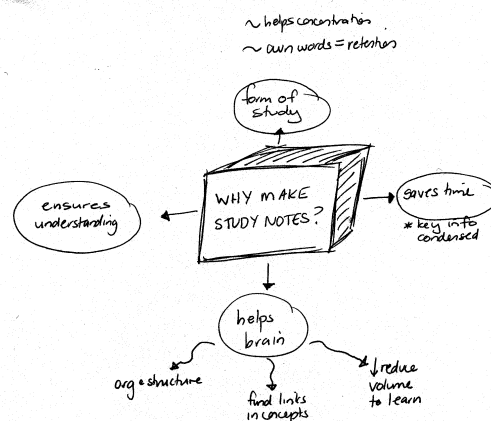 ~ helps concentration
~ own words = retention
form of
study
WHY MAKE
STUDY NOTES?
ensures
understanding
saves time
* key info
condensed
helps
brain
org + structure
find links
in concepts
↓ reduce
volume
to learn